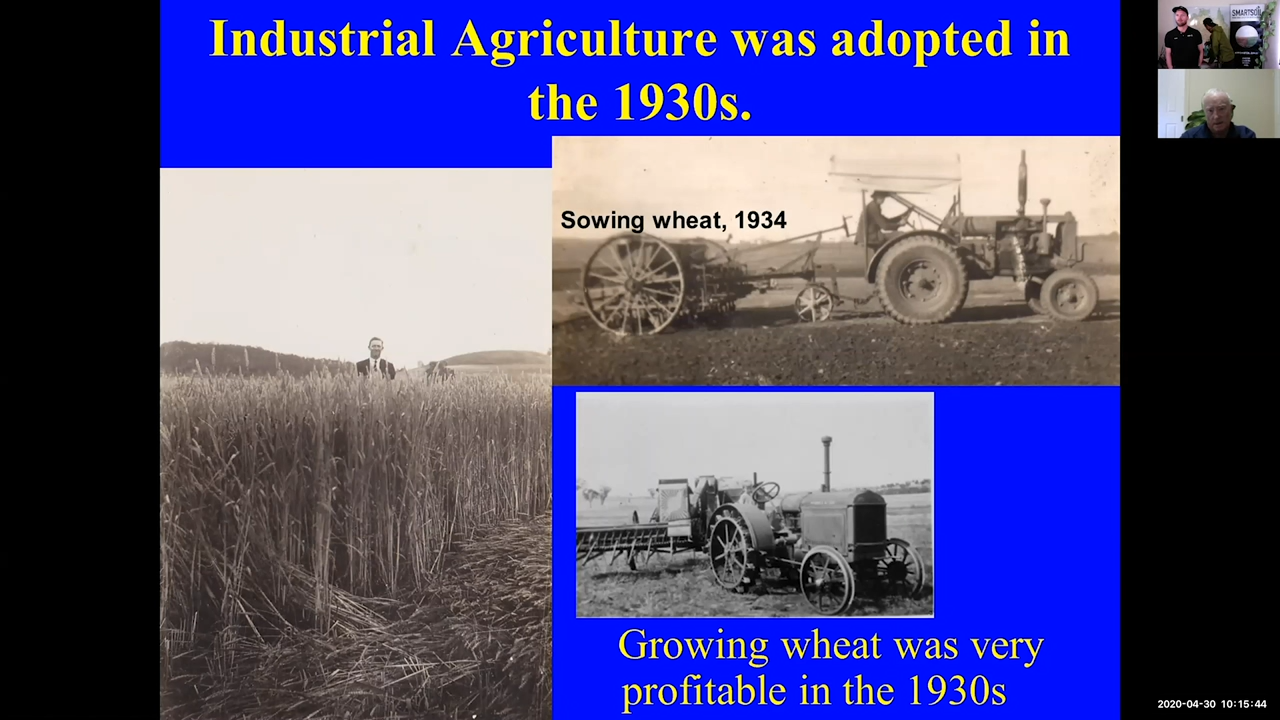 Industrial Agriculture was adopted in
the 1930s.
SMARTSOIL
Sowing wheat, 1934
Growing wheat was very
profitable in the 1930s
2020-04-30 10:15:44